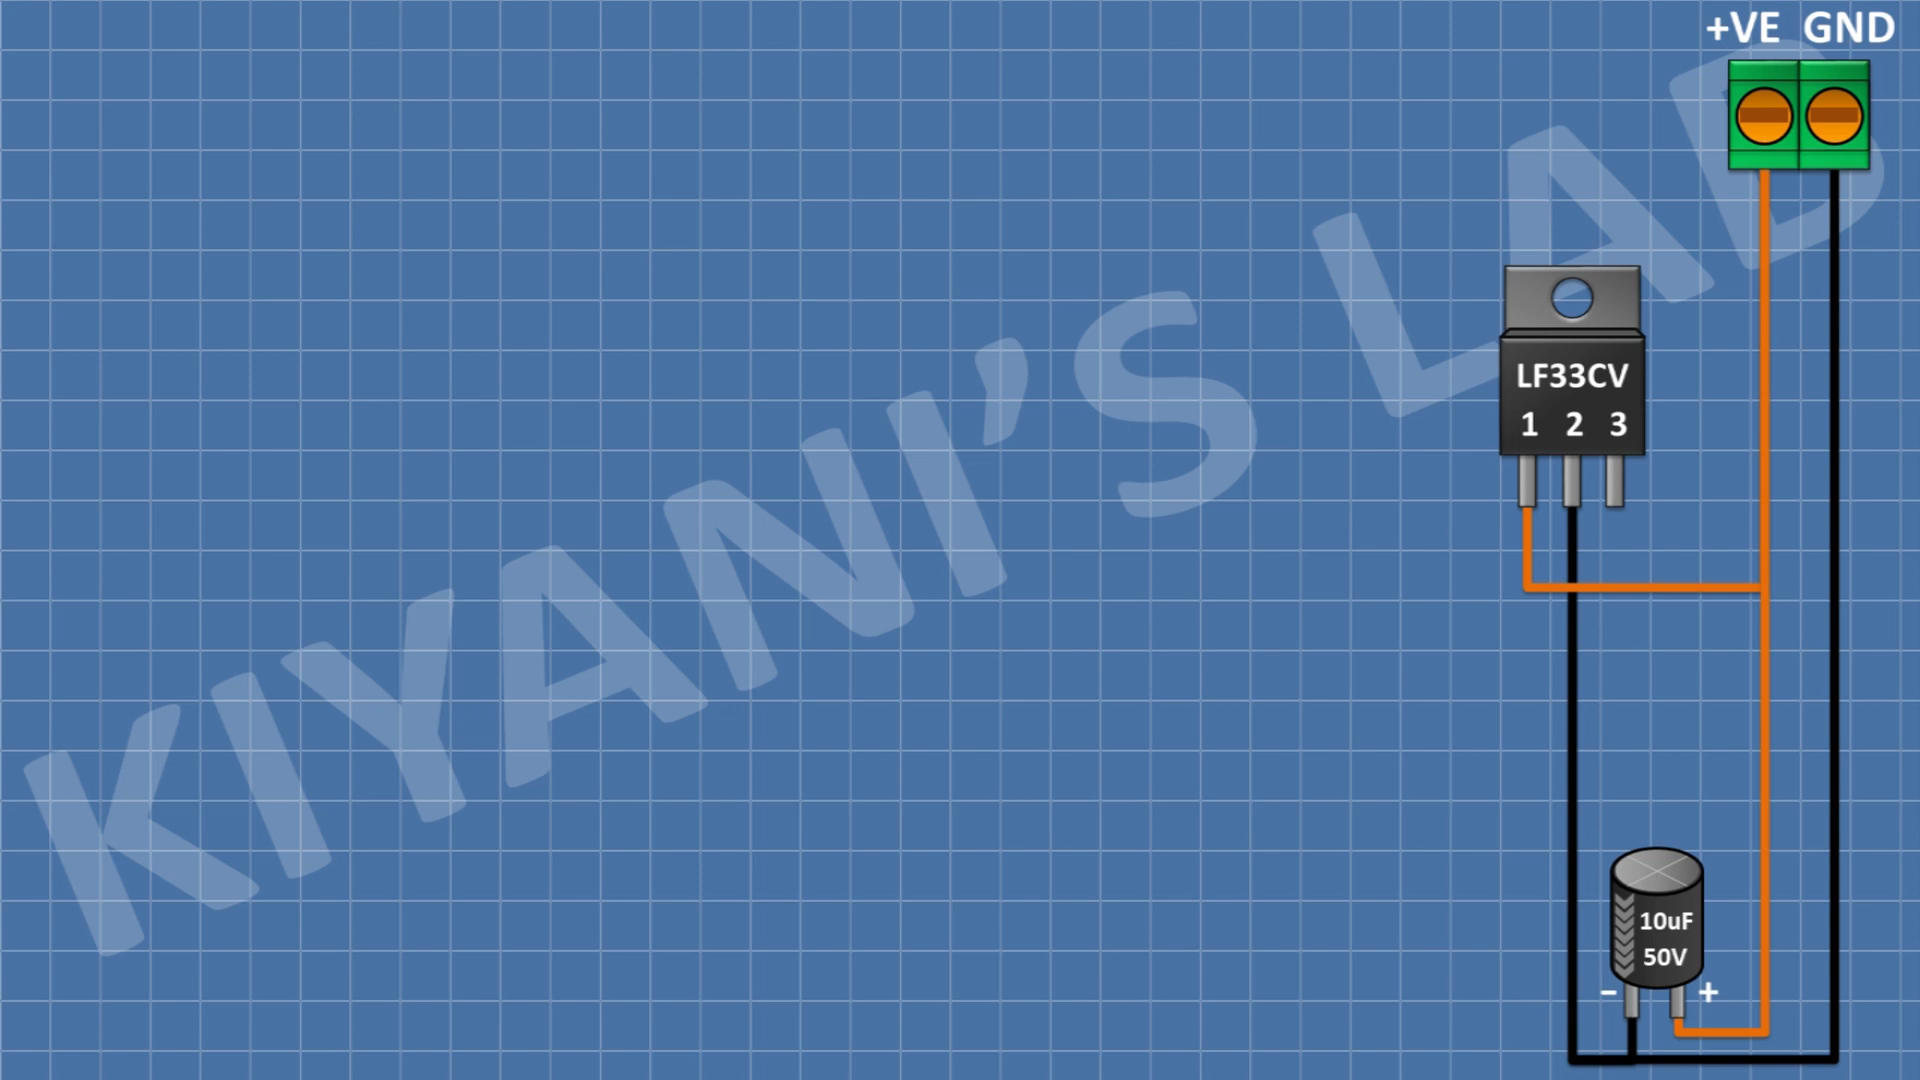 +VE GND
KIYANI'S LAB
LF33CV
1 2 3
10uF
50V
- +